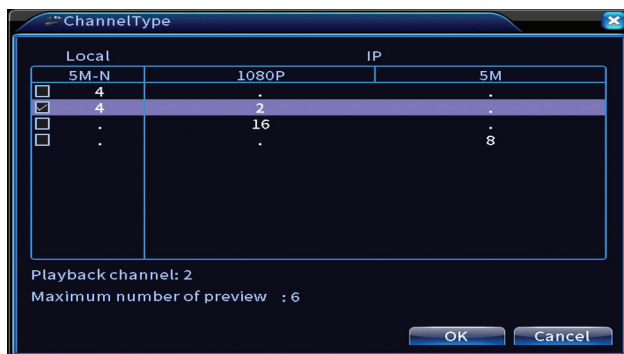 ChannelType
Local IP
5M-N 1080P 5M
4 . .
4 2 .
. 16 .
. . 8
Playback channel: 2
Maximum number of preview : 6
OK Cancel